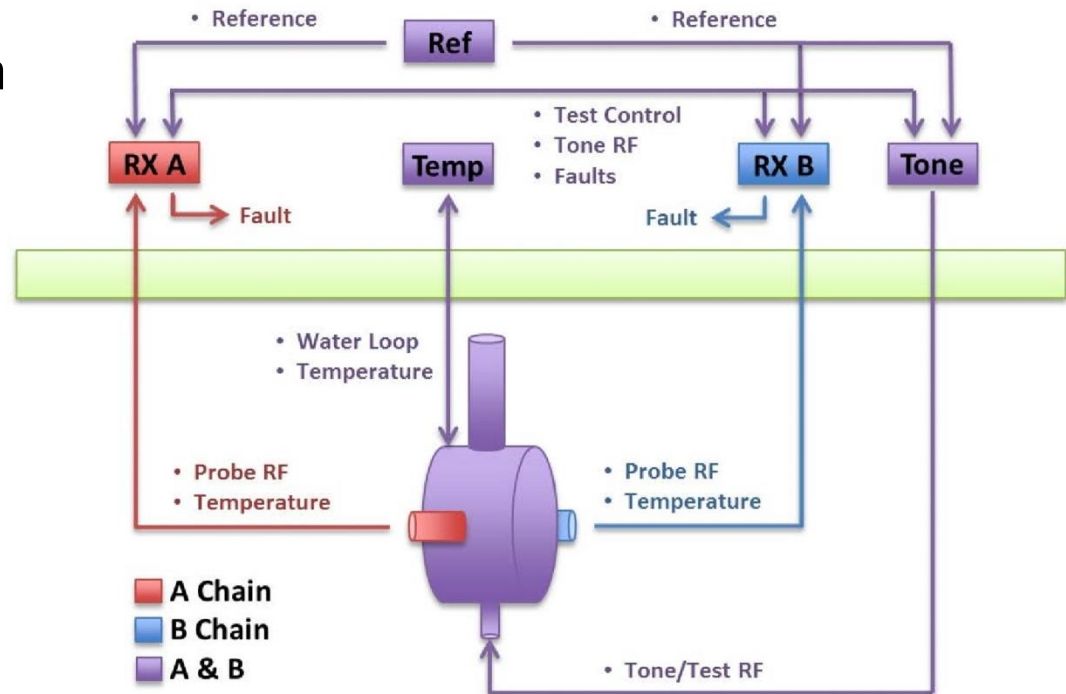 • Reference
• Reference
Ref
• Test Control
• Tone RF
• Faults
RX A
Temp
RX B
Tone
Fault
Fault
• Water Loop
• Temperature
• Probe RF
• Temperature
• Probe RF
• Temperature
A Chain
B Chain
A & B
• Tone/Test RF